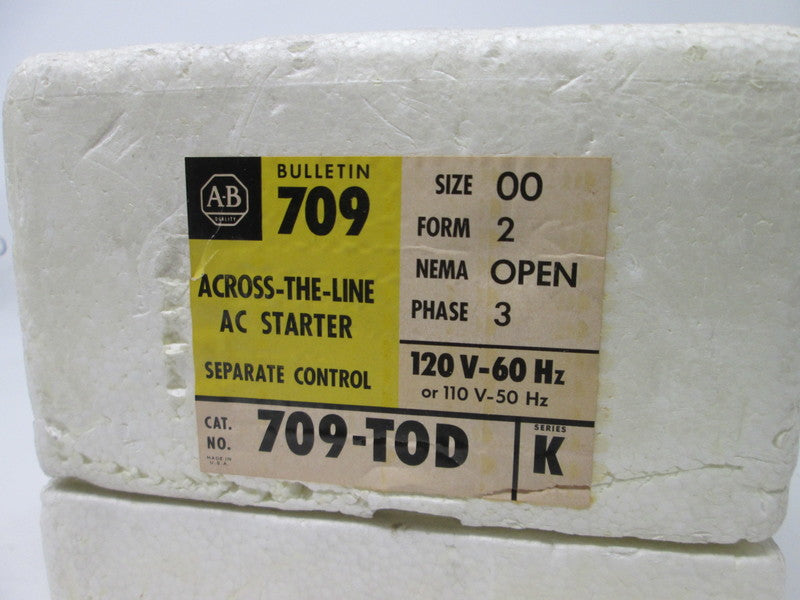 A-B
QUALITY
BULLETIN
709
ACROSS-THE-LINE
AC STARTER
SEPARATE CONTROL
SIZE 00
FORM 2
NEMA OPEN
PHASE 3
120 V-60 Hz
or 110 V-50 Hz
CAT.
NO. 709-TOD
MADE IN
U.S.A.
SERIES
K